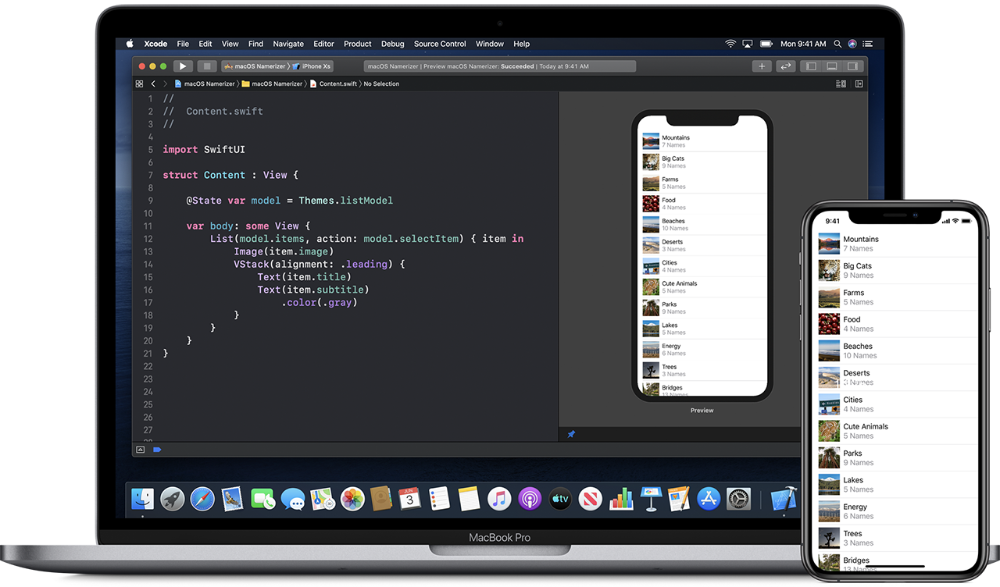 Xcode File Edit View Find Navigate Editor Product Debug Source Control Window Help Mon 9:41 AM
macOS Namerizer iPhone Xs
macOS Namerizer | Preview macOS Namerizer: Succeeded | Today at 9:41 AM
macOS Namerizer macOS Namerizer Content.swift No Selection
1 //
2 // Content.swift
3 //
4
5 import SwiftUI
6
7 struct Content : View {
8
9 @State var model = Themes.listModel
10
11 var body: some View {
12 List(model.items, action: model.selectItem) { item in
13 Image(item.image)
14 VStack(alignment: .leading) {
15 Text(item.title)
16 Text(item.subtitle)
17 .color(.gray)
18 }
19 }
20 }
21 }
22
23
24
25
26
27
28
Mountains
7 Names
Big Cats
9 Names
Farms
5 Names
Food
4 Names
Beaches
10 Names
Deserts
3 Names
Cities
4 Names
Cute Animals
5 Names
Parks
9 Names
Lakes
5 Names
Energy
6 Names
Trees
3 Names
Bridges
13 Names
Preview
JUN
3
tv
MacBook Pro
9:41
Mountains
7 Names
Big Cats
9 Names
Farms
5 Names
Food
4 Names
Beaches
10 Names
Deserts
3 Names
Cities
4 Names
Cute Animals
5 Names
Parks
9 Names
Lakes
5 Names
Energy
6 Names
Trees
3 Names
Bridges
13 Names